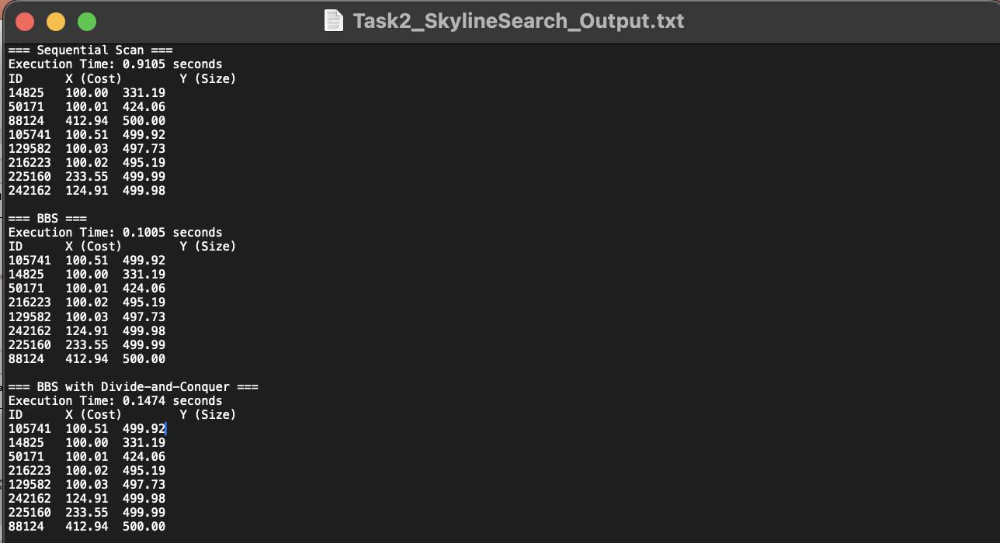 Task2_SkylineSearch_Output.txt
=== Sequential Scan ===
Execution Time: 0.9105 seconds
ID      X (Cost)        Y (Size)
14825   100.00  331.19
50171   100.01  424.06
88124   412.94  500.00
105741  100.51  499.92
129582  100.03  497.73
216223  100.02  495.19
225160  233.55  499.99
242162  124.91  499.98

=== BBS ===
Execution Time: 0.1005 seconds
ID      X (Cost)        Y (Size)
105741  100.51  499.92
14825   100.00  331.19
50171   100.01  424.06
216223  100.02  495.19
129582  100.03  497.73
242162  124.91  499.98
225160  233.55  499.99
88124   412.94  500.00

=== BBS with Divide-and-Conquer ===
Execution Time: 0.1474 seconds
ID      X (Cost)        Y (Size)
105741  100.51  499.92
14825   100.00  331.19
50171   100.01  424.06
216223  100.02  495.19
129582  100.03  497.73
242162  124.91  499.98
225160  233.55  499.99
88124   412.94  500.00